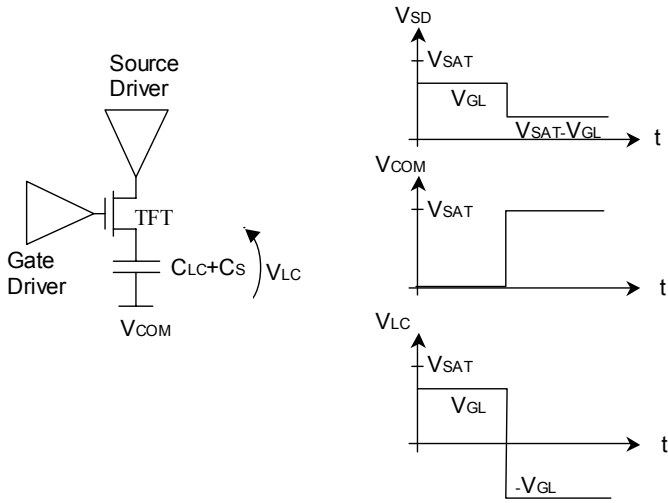 Source
Driver
TFT
Gate
Driver
CLC+CS
VLC
VCOM
VSD
VSAT
VGL
VSAT-VGL
t
VCOM
VSAT
t
VLC
VSAT
VGL
t
-VGL